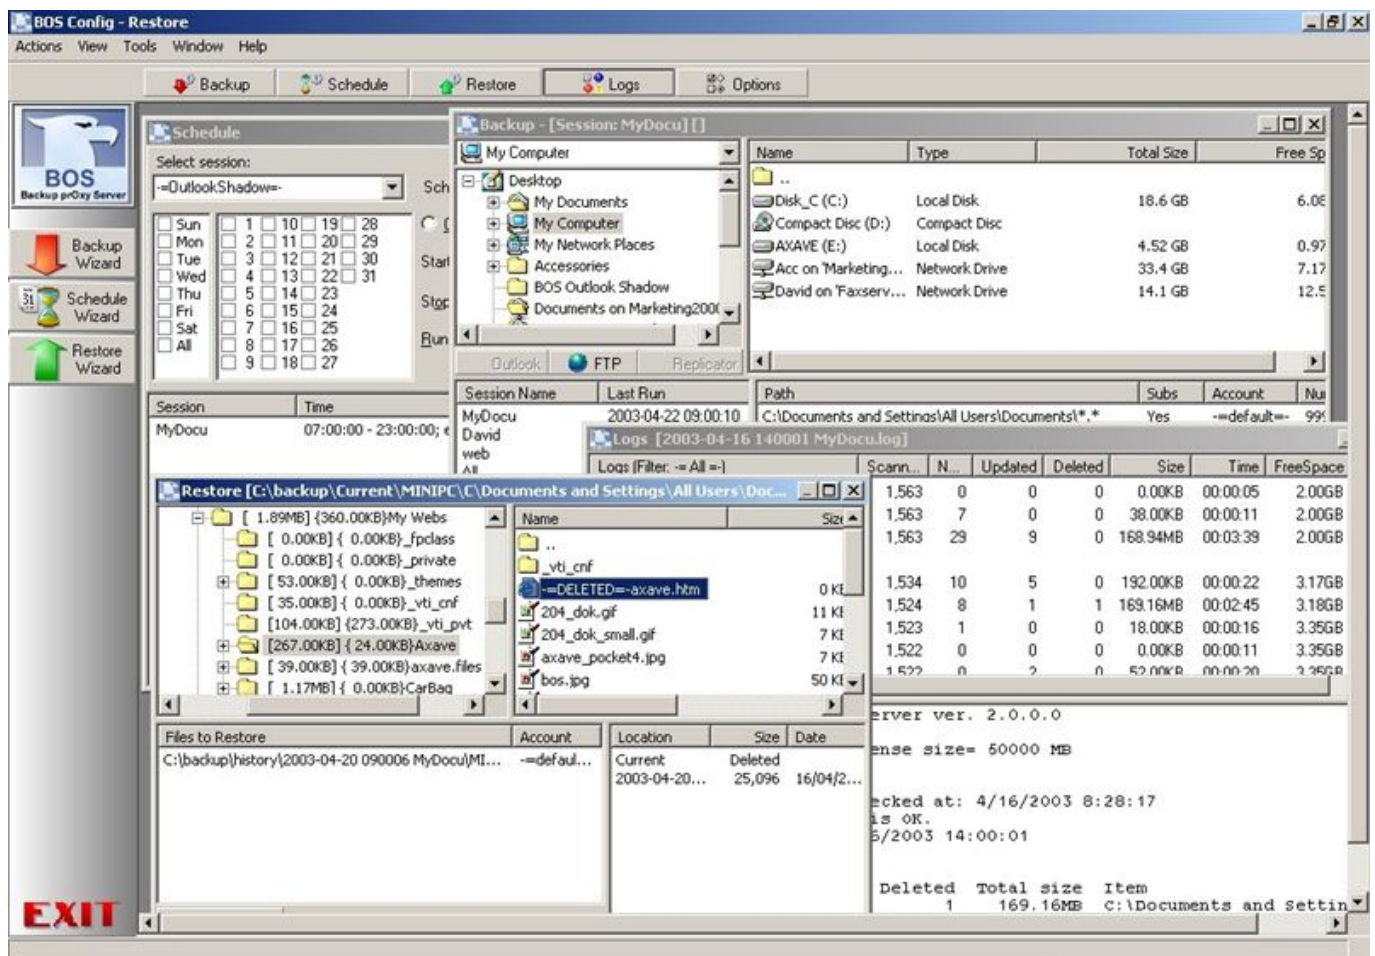 BOS Config - Restore
Actions View Tools Window Help
Backup Schedule Restore Logs Options
BOS
Backup prOxy Server
Backup
Wizard
Schedule
Wizard
Restore
Wizard
EXIT
Schedule
Select session:
-=OutlookShadow=-
Sch
Sun 1 10 19 28
Mon 2 11 20 29
Tue 3 12 21 30
Wed 4 13 22 31
Thu 5 14 23
Fri 6 15 24
Sat 7 16 25
All 8 17 26
9 18 27
Start
Stop
Run
Session Time
MyDocu 07:00:00 - 23:00:00; e
Backup - [Session: MyDocu] []
My Computer
Desktop
My Documents
My Computer
My Network Places
Accessories
BOS Outlook Shadow
Documents on Marketing200(
Outlook FTP Replicator
Name Type Total Size Free Sp
..
Disk_C (C:) Local Disk 18.6 GB 6.08
Compact Disc (D:) Compact Disc
AXAVE (E:) Local Disk 4.52 GB 0.97
Acc on 'Marketing... Network Drive 33.4 GB 7.17
David on 'Faxserv... Network Drive 14.1 GB 12.5
Session Name Last Run
MyDocu 2003-04-22 09:00:10
David
web
All
Path Subs Account Nu
C:\Documents and Settings\All Users\Documents\*.* Yes -=default=- 999
Logs [2003-04-16 140001 MyDocu.log]
Logs (Filter: -= All =-) Scann... N... Updated Deleted Size Time FreeSpace
1,563 0 0 0 0.00KB 00:00:05 2.00GB
1,563 7 0 0 38.00KB 00:00:11 2.00GB
1,563 29 9 0 168.94MB 00:03:39 2.00GB
1,534 10 5 0 192.00KB 00:00:22 3.17GB
1,524 8 1 1 169.16MB 00:02:45 3.18GB
1,523 1 0 0 18.00KB 00:00:16 3.35GB
1,522 0 0 0 0.00KB 00:00:11 3.35GB
1,522 0 2 0 52.00KB 00:00:20 3.35GB
erver ver. 2.0.0.0
ense size= 50000 MB
ecked at: 4/16/2003 8:28:17
is OK.
6/2003 14:00:01
Deleted Total size Item
1 169.16MB C:\Documents and Settin
Restore [C:\backup\Current\MINIPC\C\Documents and Settings\All Users\Doc...
[ 1.89MB] {360.00KB}My Webs
[ 0.00KB] { 0.00KB}_fpclass
[ 0.00KB] { 0.00KB}_private
[ 53.00KB] { 0.00KB}_themes
[ 35.00KB] { 0.00KB}_vti_cnf
[104.00KB] {273.00KB}_vti_pvt
[267.00KB] { 24.00KB}Axave
[ 39.00KB] { 39.00KB}axave.files
[ 1.17MB] { 0.00KB}CarBag
Name Size
..
_vti_cnf
-=DELETED=-axave.htm 0 KB
204_dok.gif 11 KB
204_dok_small.gif 7 KB
axave_pocket4.jpg 7 KB
bos.jpg 50 KB
Files to Restore Account
C:\backup\history\2003-04-20 090006 MyDocu\MI... -=defaul...
Location Size Date
Current Deleted
2003-04-20... 25,096 16/04/2...